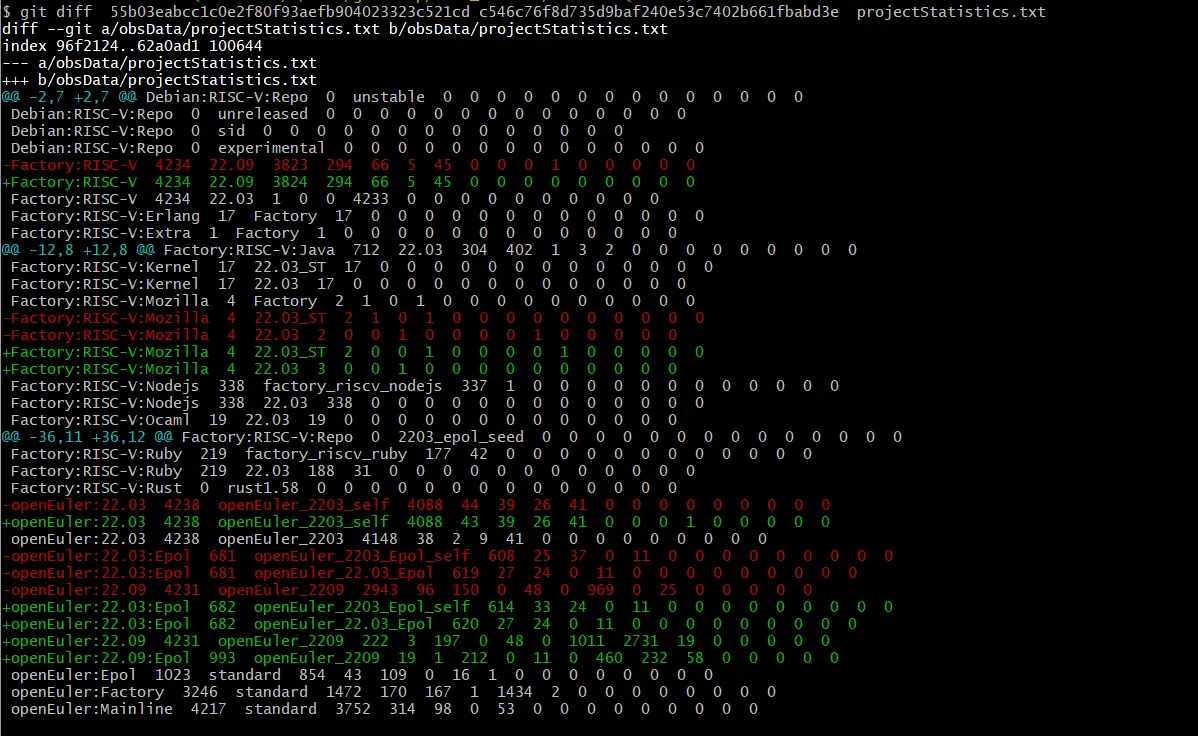 $ git diff  55b03eabcc1c0e2f80f93aefb904023323c521cd c546c76f8d735d9baf240e53c7402b661fbabd3e  projectStatistics.txt
diff --git a/obsData/projectStatistics.txt b/obsData/projectStatistics.txt
index 96f2124..62a0ad1 100644
--- a/obsData/projectStatistics.txt
+++ b/obsData/projectStatistics.txt
@@ -2,7 +2,7 @@ Debian:RISC-V:Repo  0  unstable  0  0  0  0  0  0  0  0  0  0  0  0  0  0
 Debian:RISC-V:Repo  0  unreleased  0  0  0  0  0  0  0  0  0  0  0  0  0  0
 Debian:RISC-V:Repo  0  sid  0  0  0  0  0  0  0  0  0  0  0  0  0  0
 Debian:RISC-V:Repo  0  experimental  0  0  0  0  0  0  0  0  0  0  0  0  0  0
-Factory:RISC-V  4234  22.09  3823  294  66  5  45  0  0  0  1  0  0  0  0  0
+Factory:RISC-V  4234  22.09  3824  294  66  5  45  0  0  0  0  0  0  0  0  0
 Factory:RISC-V  4234  22.03  1  0  0  4233  0  0  0  0  0  0  0  0  0  0
 Factory:RISC-V:Erlang  17  Factory  17  0  0  0  0  0  0  0  0  0  0  0  0  0
 Factory:RISC-V:Extra  1  Factory  1  0  0  0  0  0  0  0  0  0  0  0  0  0
@@ -12,8 +12,8 @@ Factory:RISC-V:Java  712  22.03  304  402  1  3  2  0  0  0  0  0  0  0  0  0
 Factory:RISC-V:Kernel  17  22.03_ST  17  0  0  0  0  0  0  0  0  0  0  0  0  0
 Factory:RISC-V:Kernel  17  22.03  17  0  0  0  0  0  0  0  0  0  0  0  0  0
 Factory:RISC-V:Mozilla  4  Factory  2  1  0  1  0  0  0  0  0  0  0  0  0  0
-Factory:RISC-V:Mozilla  4  22.03_ST  2  1  0  1  0  0  0  0  0  0  0  0  0  0
-Factory:RISC-V:Mozilla  4  22.03  2  0  0  1  0  0  0  0  1  0  0  0  0  0
+Factory:RISC-V:Mozilla  4  22.03_ST  2  0  0  1  0  0  0  0  1  0  0  0  0  0
+Factory:RISC-V:Mozilla  4  22.03  3  0  0  1  0  0  0  0  0  0  0  0  0  0
 Factory:RISC-V:Nodejs  338  factory_riscv_nodejs  337  1  0  0  0  0  0  0  0  0  0  0  0  0
 Factory:RISC-V:Nodejs  338  22.03  338  0  0  0  0  0  0  0  0  0  0  0  0  0
 Factory:RISC-V:Ocaml  19  22.03  19  0  0  0  0  0  0  0  0  0  0  0  0  0
@@ -36,11 +36,12 @@ Factory:RISC-V:Repo  0  2203_epol_seed  0  0  0  0  0  0  0  0  0  0  0  0  0  0
 Factory:RISC-V:Ruby  219  factory_riscv_ruby  177  42  0  0  0  0  0  0  0  0  0  0  0  0
 Factory:RISC-V:Ruby  219  22.03  188  31  0  0  0  0  0  0  0  0  0  0  0  0
 Factory:RISC-V:Rust  0  rust1.58  0  0  0  0  0  0  0  0  0  0  0  0  0  0
-openEuler:22.03  4238  openEuler_2203_self  4088  44  39  26  41  0  0  0  0  0  0  0  0  0
+openEuler:22.03  4238  openEuler_2203_self  4088  43  39  26  41  0  0  0  1  0  0  0  0  0
 openEuler:22.03  4238  openEuler_2203  4148  38  2  9  41  0  0  0  0  0  0  0  0  0
-openEuler:22.03:Epol  681  openEuler_2203_Epol_self  608  25  37  0  11  0  0  0  0  0  0  0  0  0
-openEuler:22.03:Epol  681  openEuler_22.03_Epol  619  27  24  0  11  0  0  0  0  0  0  0  0  0
-openEuler:22.09  4231  openEuler_2209  2943  96  150  0  48  0  969  0  25  0  0  0  0  0
+openEuler:22.03:Epol  682  openEuler_2203_Epol_self  614  33  24  0  11  0  0  0  0  0  0  0  0  0
+openEuler:22.03:Epol  682  openEuler_22.03_Epol  620  27  24  0  11  0  0  0  0  0  0  0  0  0
+openEuler:22.09  4231  openEuler_2209  222  3  197  0  48  0  1011  2731  19  0  0  0  0  0
+openEuler:22.09:Epol  993  openEuler_2209  19  1  212  0  11  0  460  232  58  0  0  0  0  0
 openEuler:Epol  1023  standard  854  43  109  0  16  1  0  0  0  0  0  0  0  0
 openEuler:Factory  3246  standard  1472  170  167  1  1434  2  0  0  0  0  0  0  0  0
 openEuler:Mainline  4217  standard  3752  314  98  0  53  0  0  0  0  0  0  0  0  0